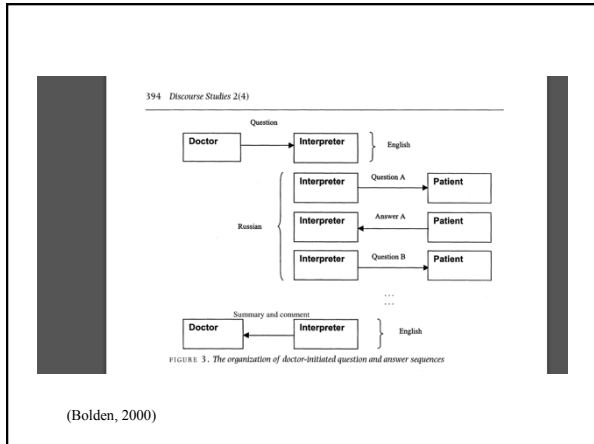 394 Discourse Studies 2(4)
Question
Doctor Interpreter English
Question A
Interpreter Patient
Answer A
Russian Interpreter Patient
Question B
Interpreter Patient
...
...
Summary and comment
Doctor Interpreter English
FIGURE 3. The organization of doctor-initiated question and answer sequences
(Bolden, 2000)